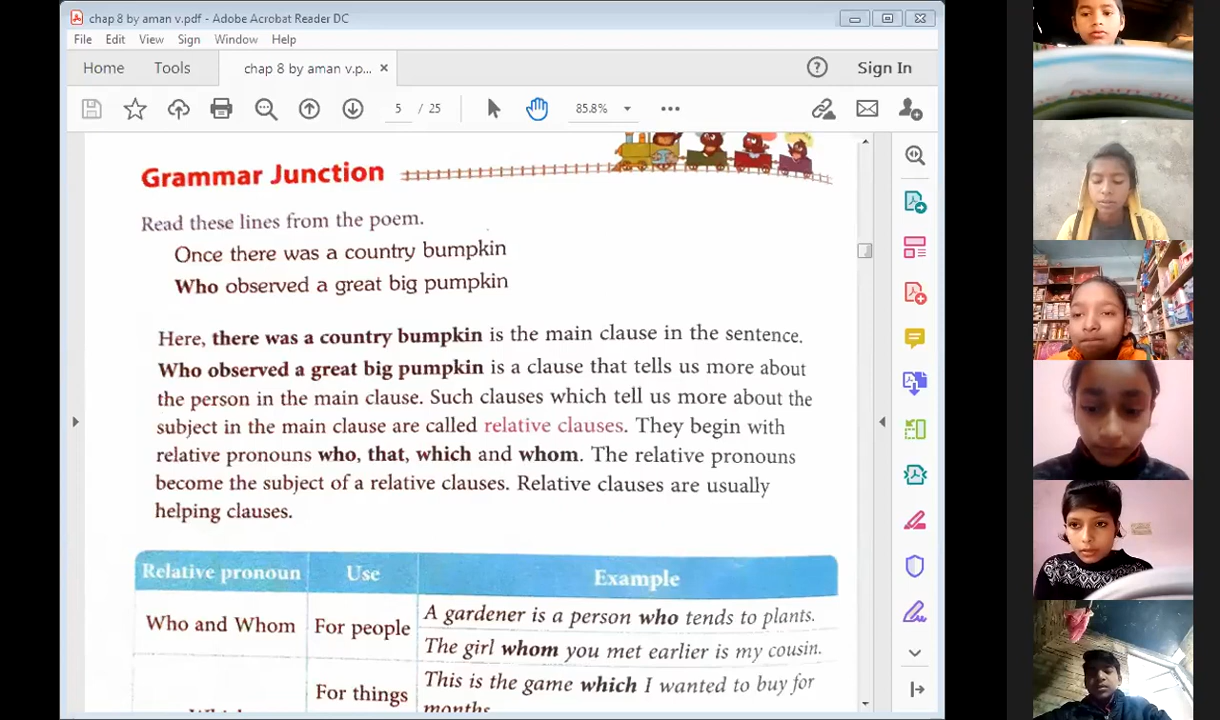 chap 8 by aman v.pdf - Adobe Acrobat Reader DC
File Edit View Sign Window Help
Home Tools chap 8 by aman v.p... × Sign In
5 / 25 85.8%
Grammar Junction
Read these lines from the poem.
Once there was a country bumpkin
Who observed a great big pumpkin
Here, there was a country bumpkin is the main clause in the sentence.
Who observed a great big pumpkin is a clause that tells us more about
the person in the main clause. Such clauses which tell us more about the
subject in the main clause are called relative clauses. They begin with
relative pronouns who, that, which and whom. The relative pronouns
become the subject of a relative clauses. Relative clauses are usually
helping clauses.
Relative pronoun Use Example
Who and Whom For people A gardener is a person who tends to plants.
The girl whom you met earlier is my cousin.
For things This is the game which I wanted to buy for
months.